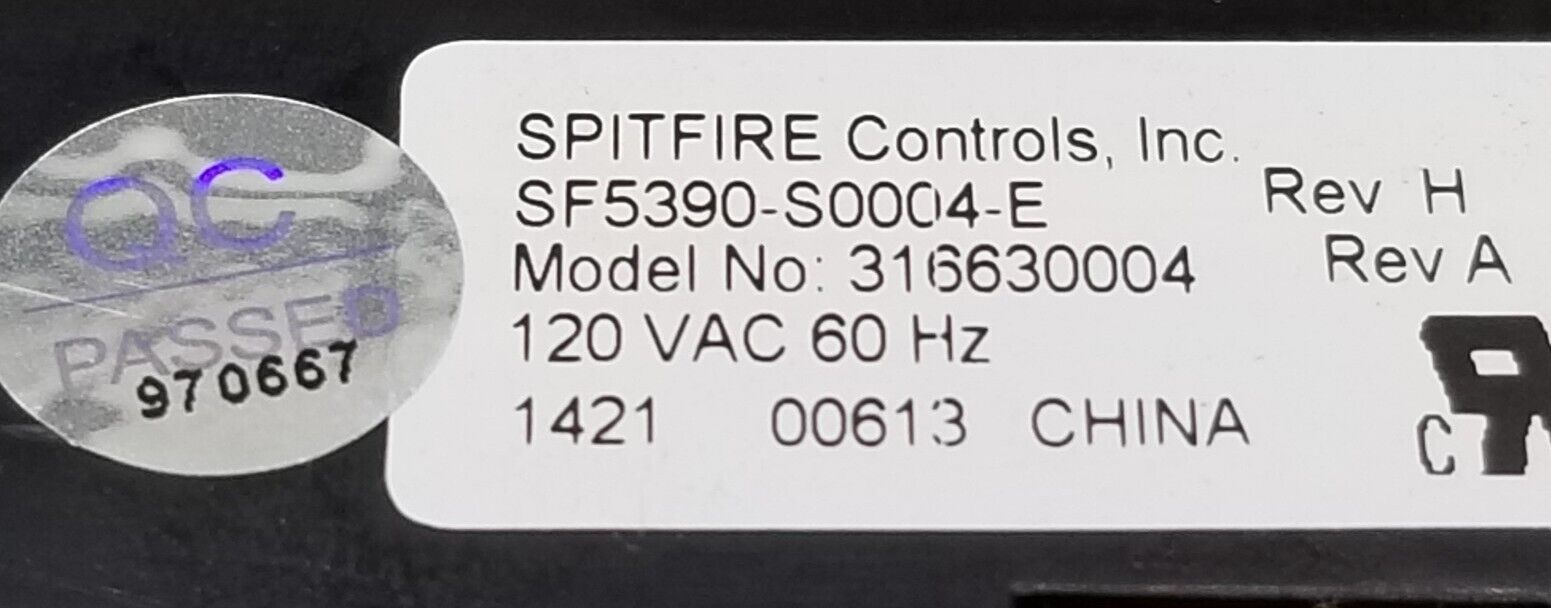 QC
PASSED
970667
SPITFIRE Controls, Inc.
SF5390-S0004-E Rev H
Model No: 316630004 Rev A
120 VAC 60 Hz
1421 00613 CHINA
C